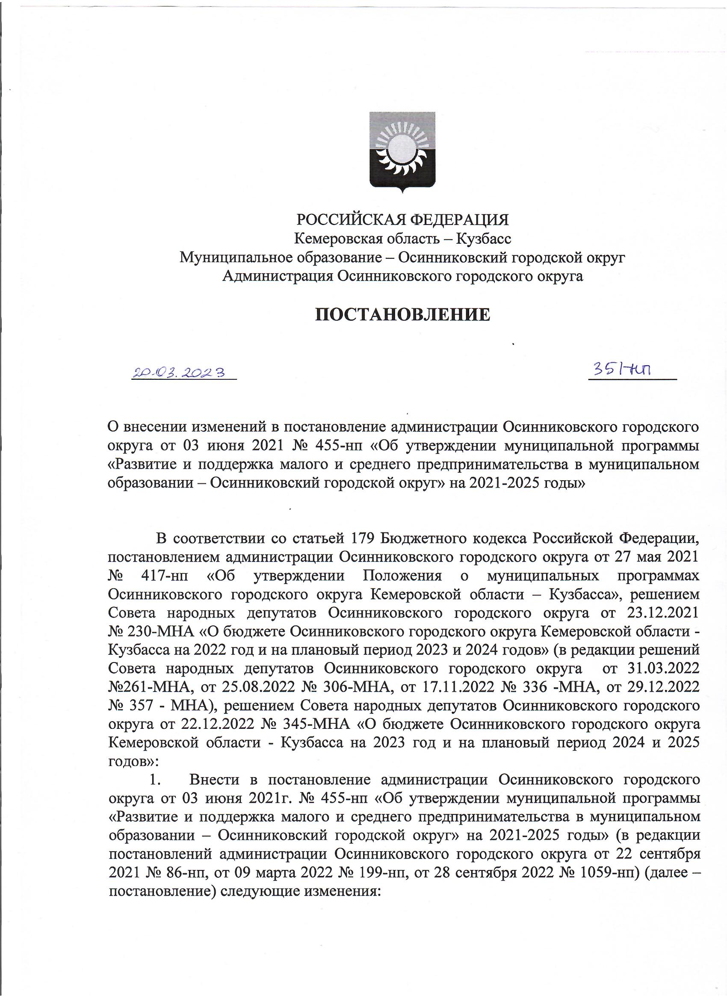 РОССИЙСКАЯ ФЕДЕРАЦИЯ
Кемеровская область – Кузбасс
Муниципальное образование – Осинниковский городской округ
Администрация Осинниковского городского округа
ПОСТАНОВЛЕНИЕ
20.03.2023 351-нп
О внесении изменений в постановление администрации Осинниковского городского
округа от 03 июня 2021 № 455-нп «Об утверждении муниципальной программы
«Развитие и поддержка малого и среднего предпринимательства в муниципальном
образовании – Осинниковский городской округ» на 2021-2025 годы»
В соответствии со статьей 179 Бюджетного кодекса Российской Федерации,
постановлением администрации Осинниковского городского округа от 27 мая 2021
№ 417-нп «Об утверждении Положения о муниципальных программах
Осинниковского городского округа Кемеровской области – Кузбасса», решением
Совета народных депутатов Осинниковского городского округа от 23.12.2021
№ 230-МНА «О бюджете Осинниковского городского округа Кемеровской области -
Кузбасса на 2022 год и на плановый период 2023 и 2024 годов» (в редакции решений
Совета народных депутатов Осинниковского городского округа от 31.03.2022
№261-МНА, от 25.08.2022 № 306-МНА, от 17.11.2022 № 336 -МНА, от 29.12.2022
№ 357 - МНА), решением Совета народных депутатов Осинниковского городского
округа от 22.12.2022 № 345-МНА «О бюджете Осинниковского городского округа
Кемеровской области - Кузбасса на 2023 год и на плановый период 2024 и 2025
годов»:
1. Внести в постановление администрации Осинниковского городского
округа от 03 июня 2021г. № 455-нп «Об утверждении муниципальной программы
«Развитие и поддержка малого и среднего предпринимательства в муниципальном
образовании – Осинниковский городской округ» на 2021-2025 годы» (в редакции
постановлений администрации Осинниковского городского округа от 22 сентября
2021 № 86-нп, от 09 марта 2022 № 199-нп, от 28 сентября 2022 № 1059-нп) (далее –
постановление) следующие изменения: